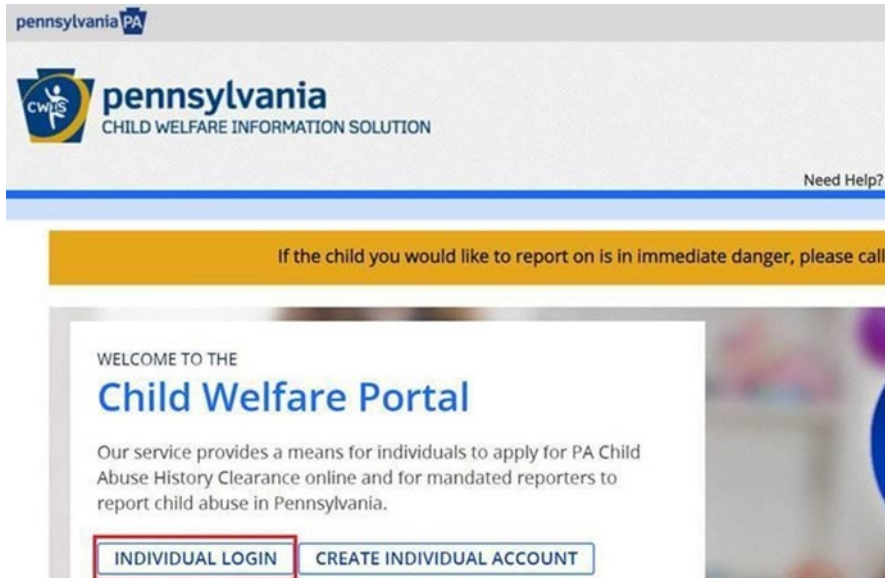 pennsylvania PA
CWIS
pennsylvania
CHILD WELFARE INFORMATION SOLUTION
Need Help?
If the child you would like to report on is in immediate danger, please call
WELCOME TO THE
Child Welfare Portal
Our service provides a means for individuals to apply for PA Child
Abuse History Clearance online and for mandated reporters to
report child abuse in Pennsylvania.
INDIVIDUAL LOGIN CREATE INDIVIDUAL ACCOUNT